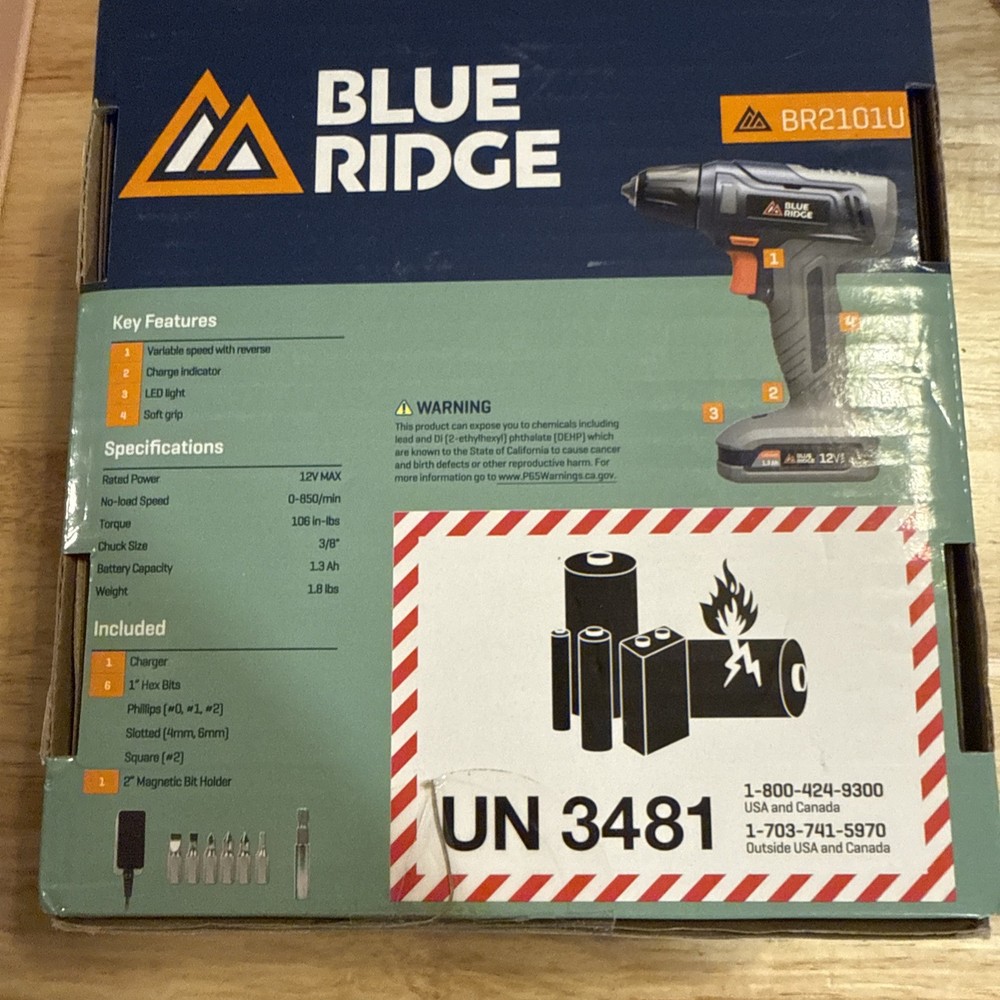 BLUE
RIDGE
BR2101U
BLUE
RIDGE
1
4
2
3
BLUE
RIDGE
12V
Key Features
1 Variable speed with reverse
2 Charge indicator
3 LED light
4 Soft grip
Specifications
Rated Power 12V MAX
No-load Speed 0-850/min
Torque 106 in-lbs
Chuck Size 3/8"
Battery Capacity 1.3 Ah
Weight 1.8 lbs
Included
1 Charger
6 1" Hex Bits
Phillips (#0, #1, #2)
Slotted (4mm, 6mm)
Square (#2)
1 2" Magnetic Bit Holder
WARNING
This product can expose you to chemicals including
lead and Di (2-ethylhexyl) phthalate (DEHP) which
are known to the State of California to cause cancer
and birth defects or other reproductive harm. For
more information go to www.P65Warnings.ca.gov.
UN 3481
1-800-424-9300
USA and Canada
1-703-741-5970
Outside USA and Canada